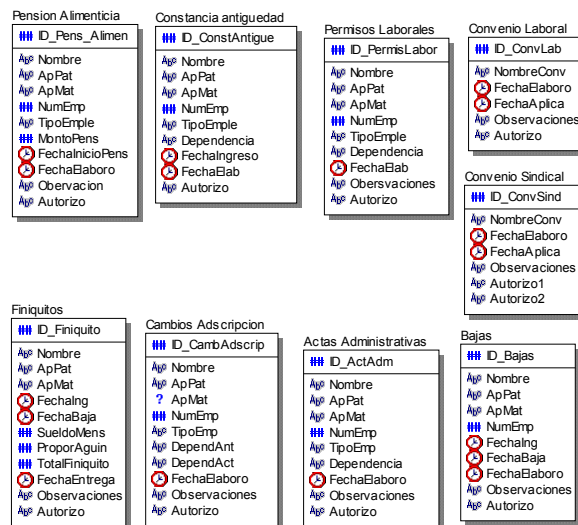 Pension Alimenticia
ID_Pens_Alimen
Nombre
ApPat
ApMat
NumEmp
TipoEmple
MontoPens
FechaInicioPens
FechaElaboro
Obervacion
Autorizo
Constancia antiguedad
ID_ConstAntigue
Nombre
ApPat
ApMat
NumEmp
TipoEmple
Dependencia
FechaIngreso
FechaElab
Autorizo
Permisos Laborales
ID_PermisLabor
Nombre
ApPat
ApMat
NumEmp
TipoEmple
Dependencia
FechaElab
Obersvaciones
Autorizo
Convenio Laboral
ID_ConvLab
NombreConv
FechaElaboro
FechaAplica
Observaciones
Autorizo
Convenio Sindical
ID_ConvSind
NombreConv
FechaElaboro
FechaAplica
Observaciones
Autorizo1
Autorizo2
Finiquitos
ID_Finiquito
Nombre
ApPat
ApMat
FechaIng
FechaBaja
SueldoMens
ProporAguin
TotalFiniquito
FechaEntrega
Observaciones
Autorizo
Cambios Adscripcion
ID_CambAdscrip
Nombre
ApPat
? ApMat
NumEmp
TipoEmp
DependAnt
DependAct
FechaElaboro
Observaciones
Autorizo
Actas Administrativas
ID_ActAdm
Nombre
ApPat
ApMat
NumEmp
TipoEmp
Dependencia
FechaElaboro
Observaciones
Autorizo
Bajas
ID_Bajas
Nombre
ApPat
ApMat
NumEmp
FechaIng
FechaBaja
FechaElaboro
Observaciones
Autorizo